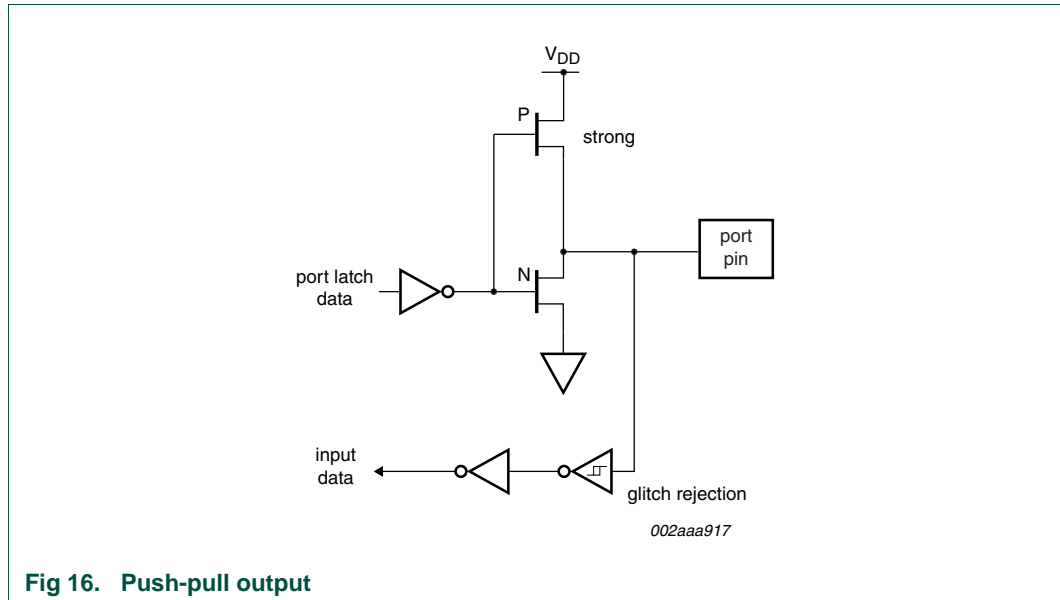 VDD
P
strong
port
pin
N
port latch
data
input
data
glitch rejection
002aaa917
Fig 16. Push-pull output